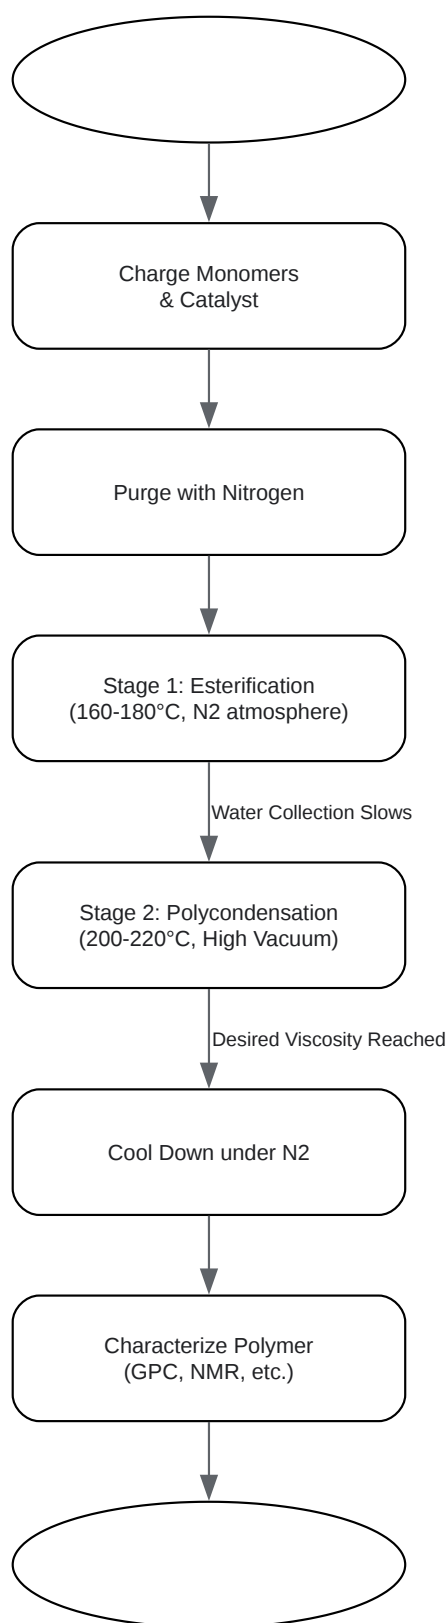 Charge Monomers
& Catalyst
Purge with Nitrogen
Stage 1: Esterification
(160-180°C, N2 atmosphere)
Water Collection Slows
Stage 2: Polycondensation
(200-220°C, High Vacuum)
Desired Viscosity Reached
Cool Down under N2
Characterize Polymer
(GPC, NMR, etc.)